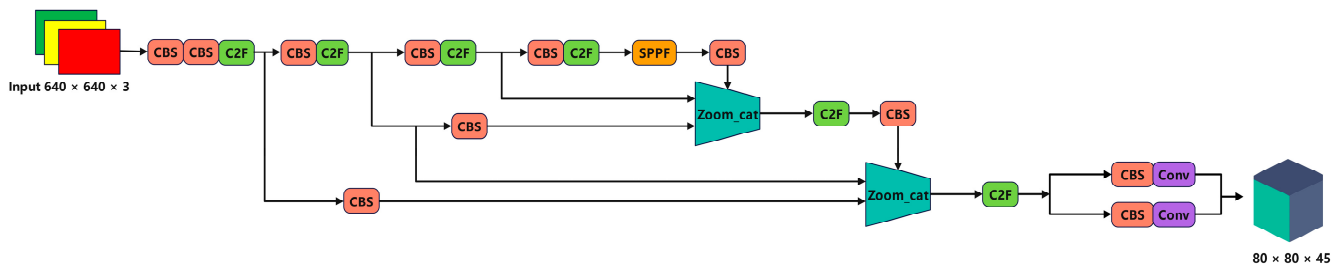 CBS CBS C2F CBS C2F CBS C2F CBS C2F SPPF CBS
Input 640 × 640 × 3
Zoom_cat C2F CBS
CBS
CBS Conv
Zoom_cat C2F
CBS
CBS Conv
80 × 80 × 45